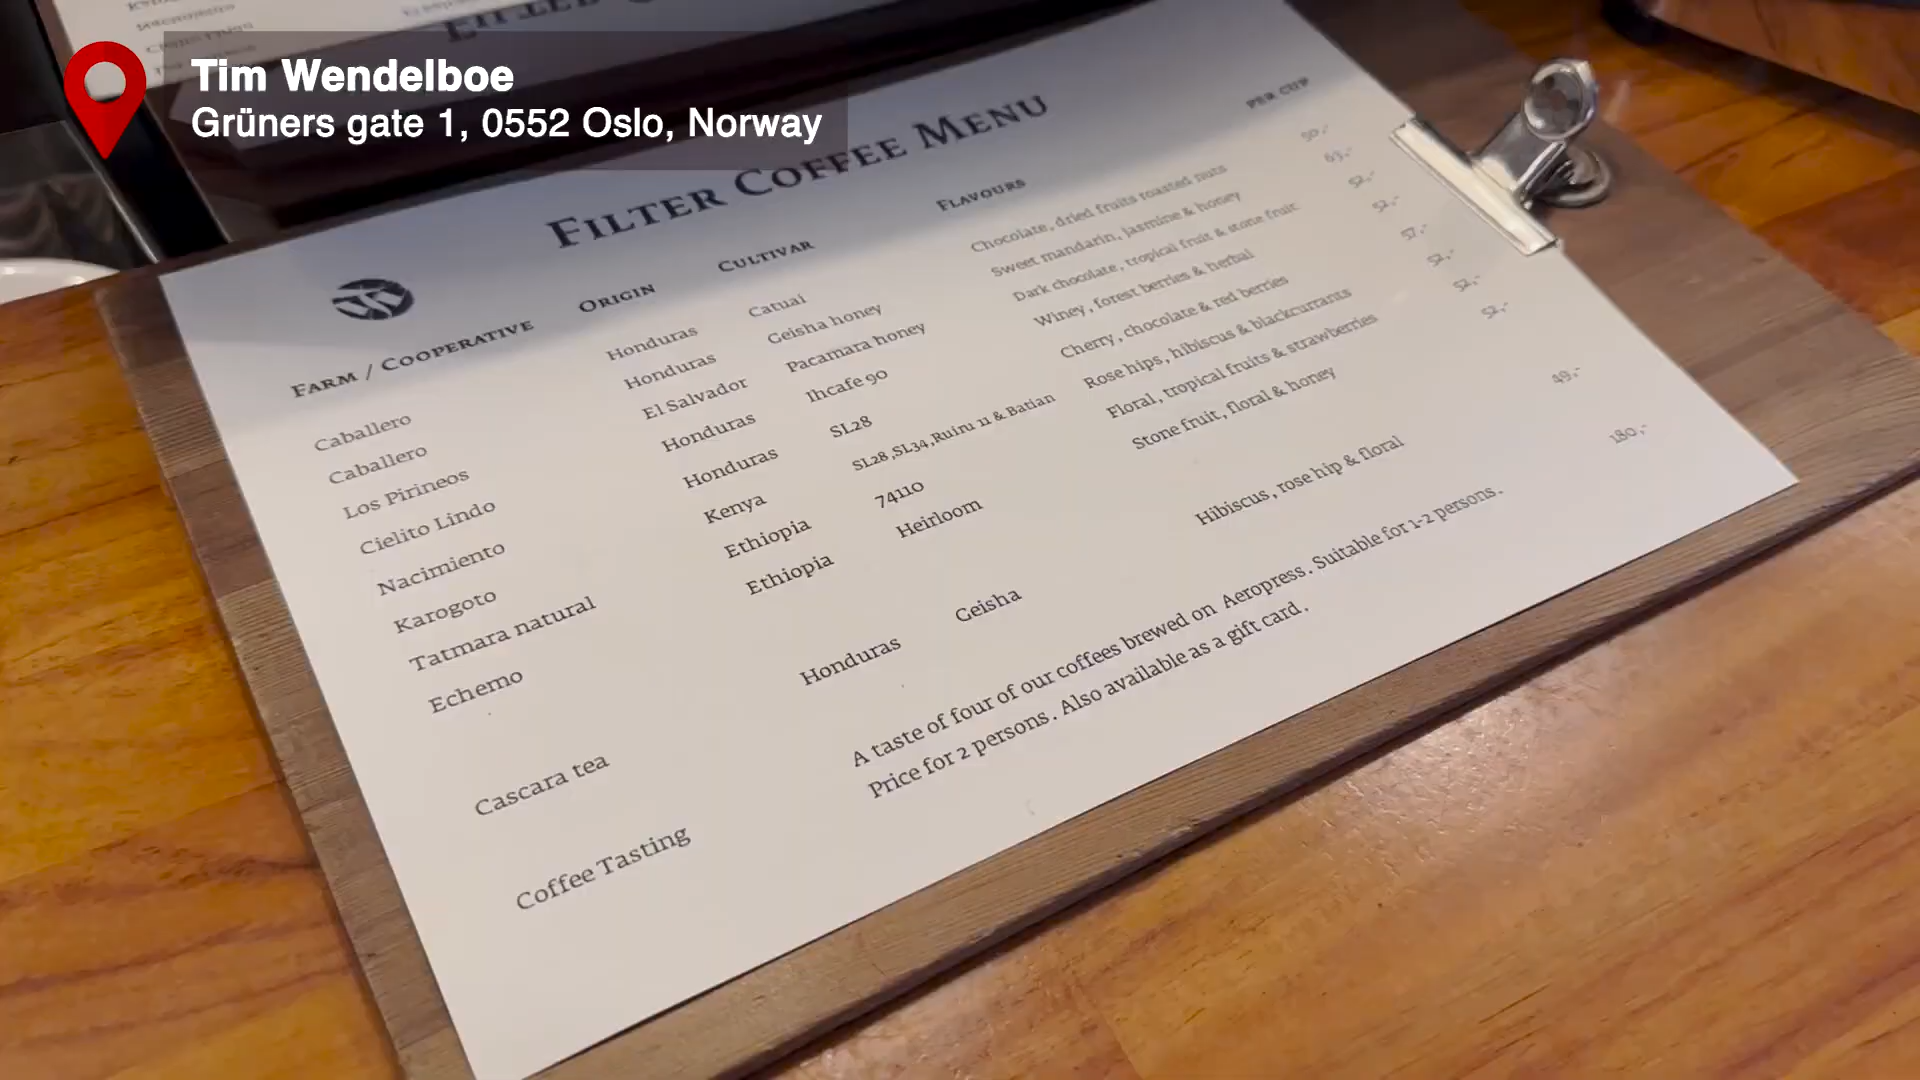 Tim Wendelboe
Grüners gate 1, 0552 Oslo, Norway
FILTER COFFEE MENU
FARM / COOPERATIVE ORIGIN CULTIVAR FLAVOURS PER CUP
Caballero Honduras Catuai Chocolate, dried fruits roasted nuts 50,-
Caballero Honduras Geisha honey Sweet mandarin, jasmine & honey 63,-
Los Pirineos El Salvador Pacamara honey Dark chocolate, tropical fruit & stone fruit 52,-
Cielito Lindo Honduras Ihcafe 90 Winey, forest berries & herbal 52,-
Nacimiento Honduras SL28 Cherry, chocolate & red berries 57,-
Karogoto Kenya SL28,SL34,Ruiru 11 & Batian Rose hips, hibiscus & blackcurrants 52,-
Tatmara natural Ethiopia 74110 Floral, tropical fruits & strawberries 52,-
Echemo Ethiopia Heirloom Stone fruit, floral & honey 52,-
Cascara tea Honduras Geisha Hibiscus, rose hip & floral 49,-
Coffee Tasting A taste of four of our coffees brewed on Aeropress. Suitable for 1-2 persons. 180,-
Price for 2 persons. Also available as a gift card.